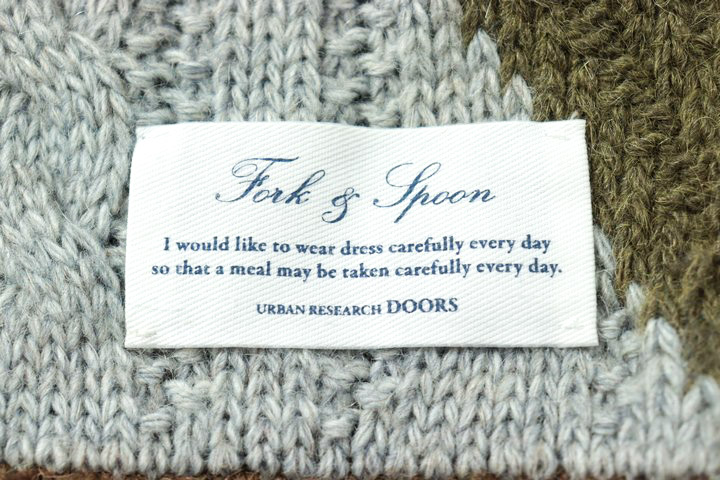 Fork & Spoon
I would like to wear dress carefully every day
so that a meal may be taken carefully every day.
URBAN RESEARCH DOORS